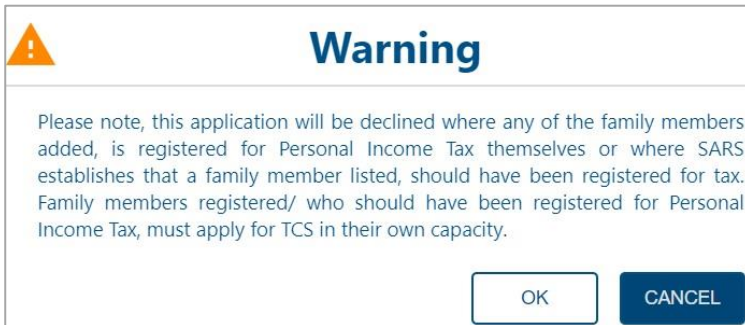 Warning
Please note, this application will be declined where any of the family members
added, is registered for Personal Income Tax themselves or where SARS
establishes that a family member listed, should have been registered for tax.
Family members registered/ who should have been registered for Personal
Income Tax, must apply for TCS in their own capacity.
OK
CANCEL